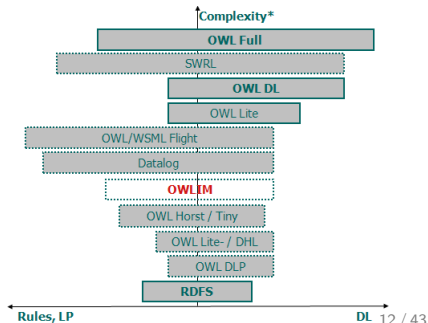 Complexity*
OWL Full
SWRL
OWL DL
OWL Lite
OWL/WSML Flight
Datalog
OWLIM
OWL Horst / Tiny
OWL Lite- / DHL
OWL DLP
RDFS
Rules, LP
DL
12 / 43